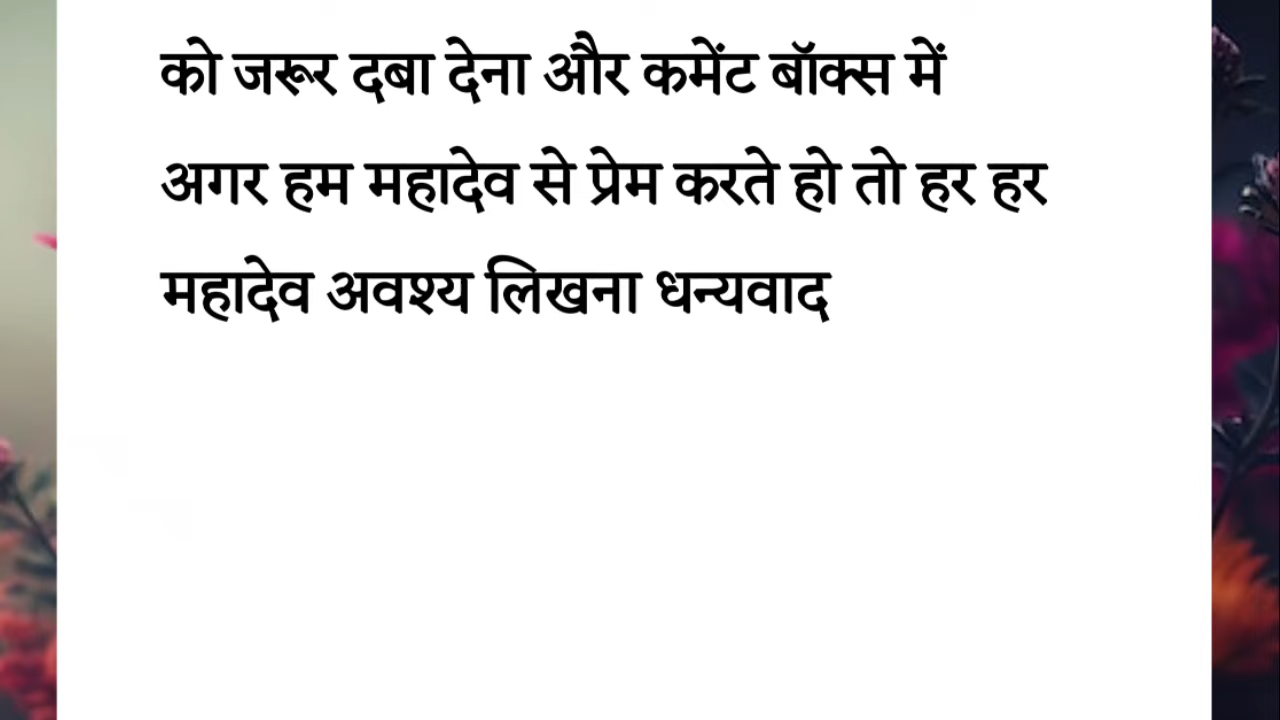 को जरूर दबा देना और कमेंट बॉक्स में
अगर हम महादेव से प्रेम करते हो तो हर हर
महादेव अवश्य लिखना धन्यवाद